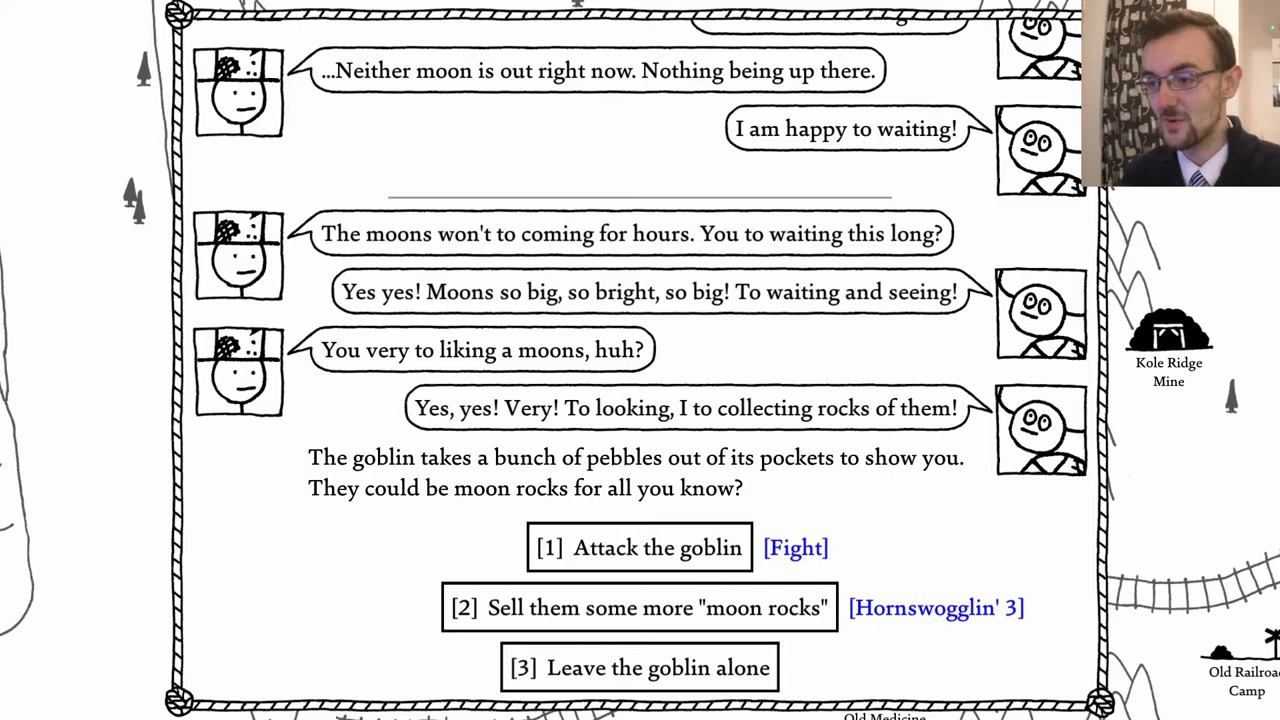 ...Neither moon is out right now. Nothing being up there.
I am happy to waiting!
The moons won't to coming for hours. You to waiting this long?
Yes yes! Moons so big, so bright, so big! To waiting and seeing!
You very to liking a moons, huh?
Yes, yes! Very! To looking, I to collecting rocks of them!
The goblin takes a bunch of pebbles out of its pockets to show you.
They could be moon rocks for all you know?
[1] Attack the goblin [Fight]
[2] Sell them some more "moon rocks" [Hornswogglin' 3]
[3] Leave the goblin alone
Kole Ridge
Mine
Old Railroa
Camp
Old Medicine